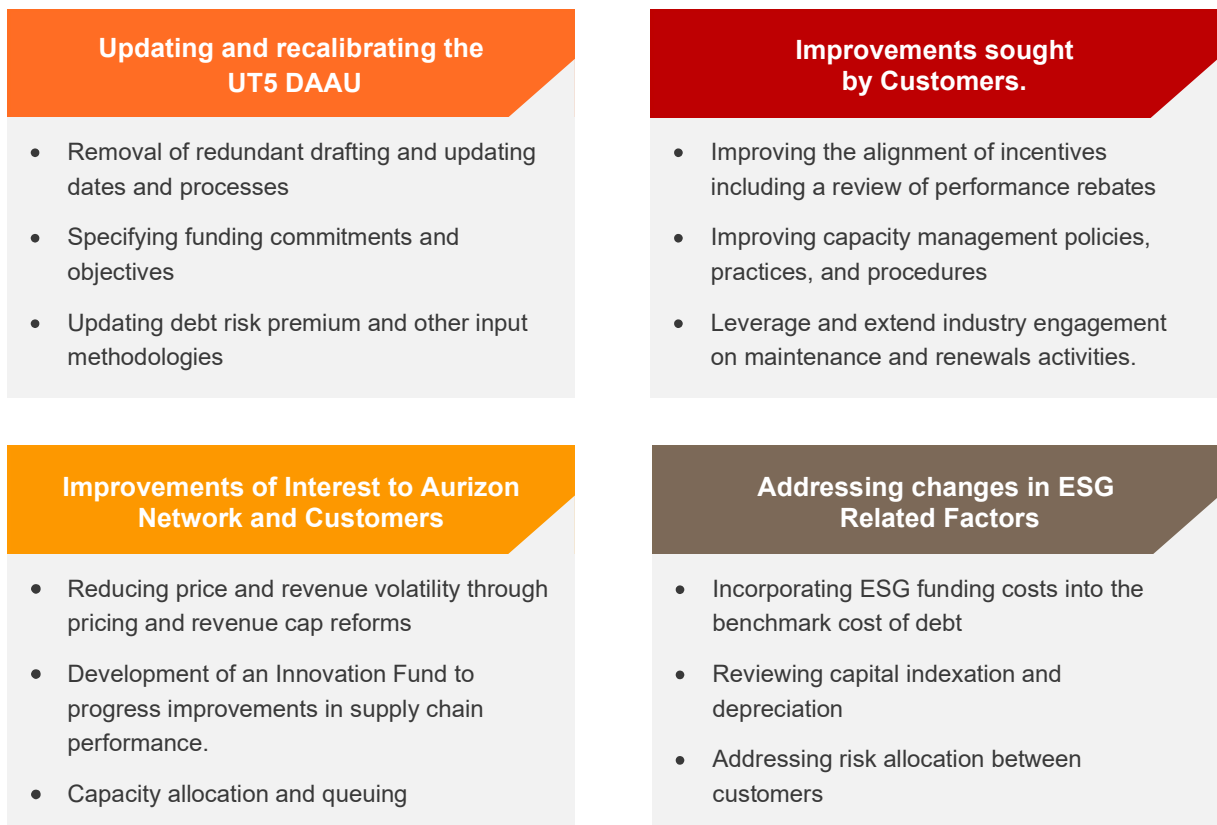 Updating and recalibrating the
UT5 DAAU
• Removal of redundant drafting and updating
dates and processes
• Specifying funding commitments and
objectives
• Updating debt risk premium and other input
methodologies
Improvements sought
by Customers.
• Improving the alignment of incentives
including a review of performance rebates
• Improving capacity management policies,
practices, and procedures
• Leverage and extend industry engagement
on maintenance and renewals activities.
Improvements of Interest to Aurizon
Network and Customers
• Reducing price and revenue volatility through
pricing and revenue cap reforms
• Development of an Innovation Fund to
progress improvements in supply chain
performance.
• Capacity allocation and queuing
Addressing changes in ESG
Related Factors
• Incorporating ESG funding costs into the
benchmark cost of debt
• Reviewing capital indexation and
depreciation
• Addressing risk allocation between
customers